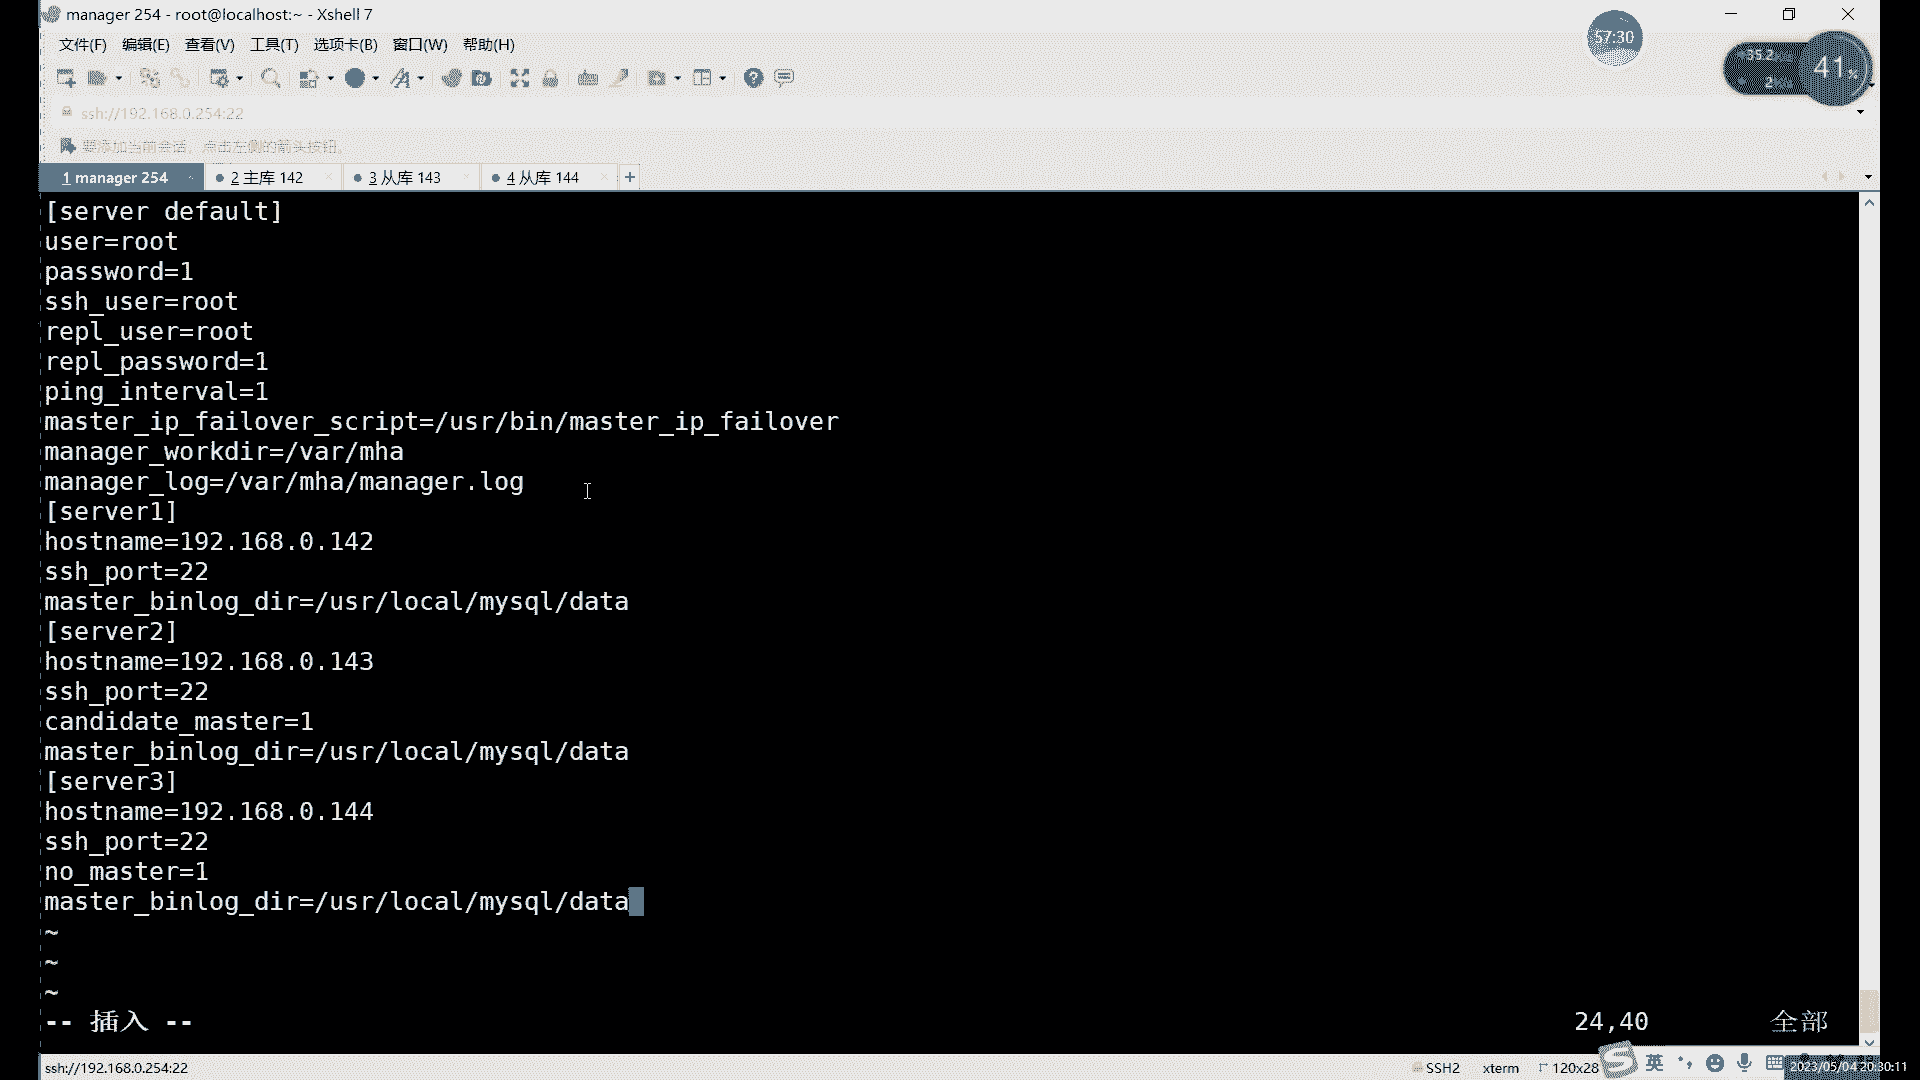 manager 254 - root@localhost:~ - Xshell 7
57:30
文件(F) 编辑(E) 查看(V) 工具(T) 选项卡(B) 窗口(W) 帮助(H)
41%
ssh://192.168.0.254:22
要添加当前会话，点击左侧的箭头按钮。
1 manager 254 2 主库 142 3 从库 143 4 从库 144 +
[server default]
user=root
password=1
ssh_user=root
repl_user=root
repl_password=1
ping_interval=1
master_ip_failover_script=/usr/bin/master_ip_failover
manager_workdir=/var/mha
manager_log=/var/mha/manager.log
[server1]
hostname=192.168.0.142
ssh_port=22
master_binlog_dir=/usr/local/mysql/data
[server2]
hostname=192.168.0.143
ssh_port=22
candidate_master=1
master_binlog_dir=/usr/local/mysql/data
[server3]
hostname=192.168.0.144
ssh_port=22
no_master=1
master_binlog_dir=/usr/local/mysql/data
~
~
~
-- 插入 -- 24,40 全部
ssh://192.168.0.254:22 SSH2 xterm 120x28 英 2023/05/04 20:30:11